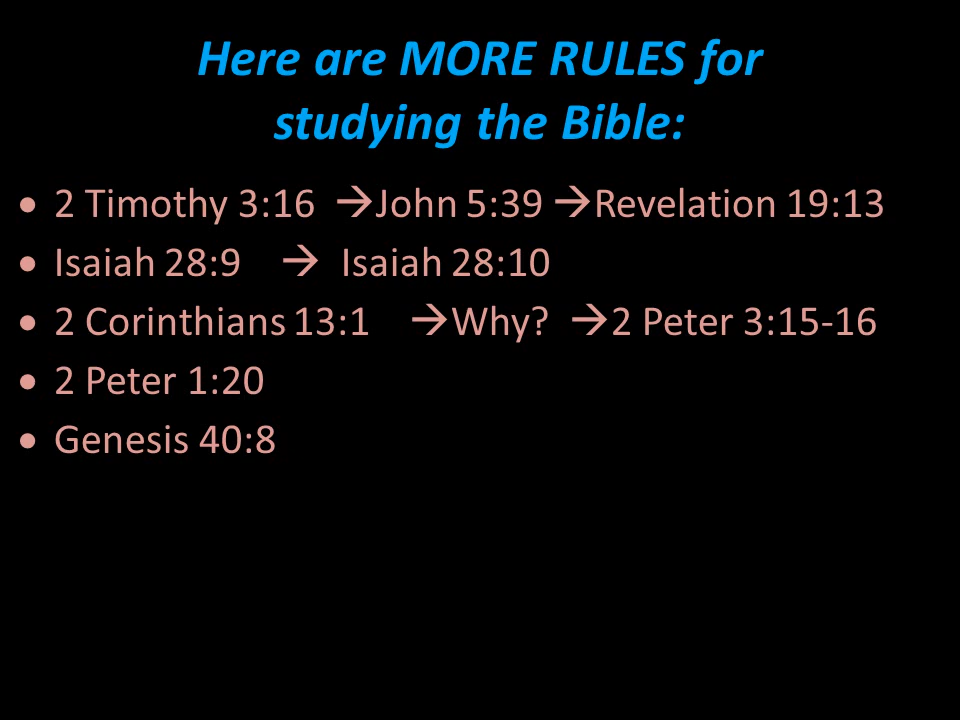 Here are MORE RULES for
studying the Bible:
• 2 Timothy 3:16 →John 5:39 →Revelation 19:13
• Isaiah 28:9 → Isaiah 28:10
• 2 Corinthians 13:1 →Why? →2 Peter 3:15-16
• 2 Peter 1:20
• Genesis 40:8